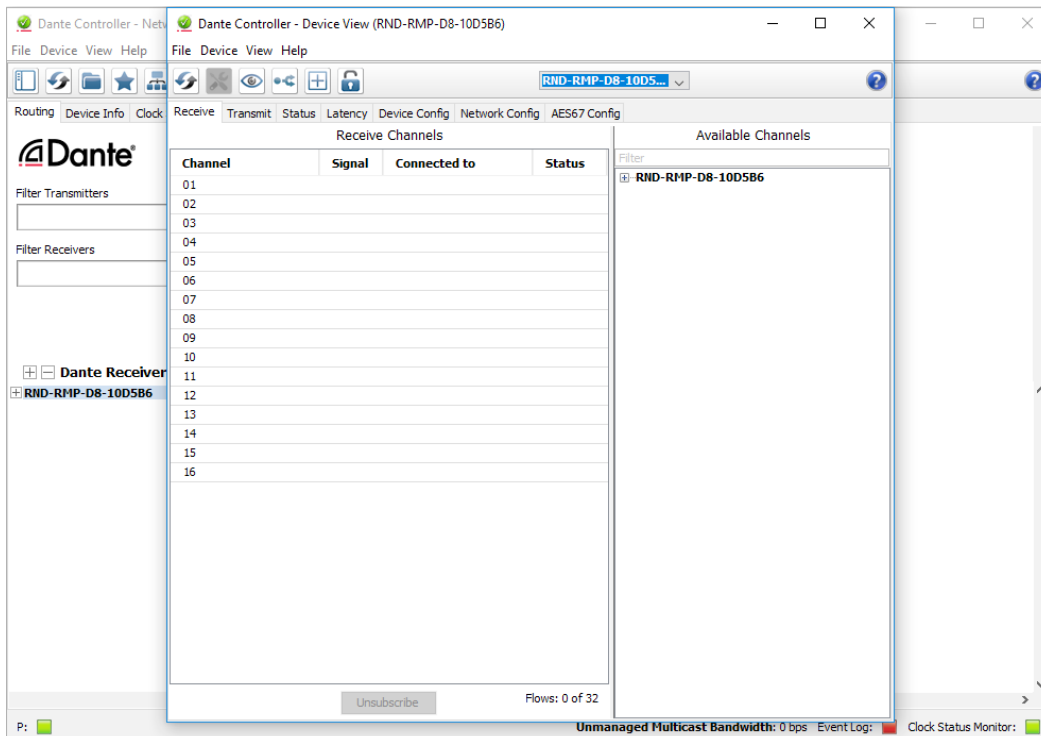 Dante Controller - Netv
File Device View Help
Routing Device Info Clock
Dante®
Filter Transmitters
Filter Receivers
Dante Receiver
RND-RMP-D8-10D5B6
P:
Dante Controller - Device View (RND-RMP-D8-10D5B6)
File Device View Help
RND-RMP-D8-10D5...
Receive Transmit Status Latency Device Config Network Config AES67 Config
Receive Channels
Channel Signal Connected to Status
01
02
03
04
05
06
07
08
09
10
11
12
13
14
15
16
Unsubscribe
Flows: 0 of 32
Available Channels
Filter
RND-RMP-D8-10D5B6
Unmanaged Multicast Bandwidth: 0 bps Event Log: Clock Status Monitor: